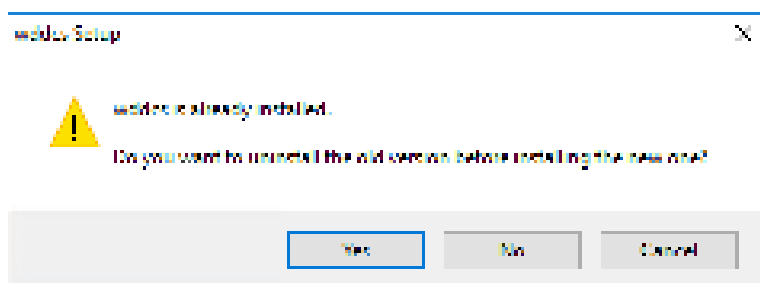 Setup
is already installed.
Do you want to uninstall the old version before installing the new one?
Yes
No
Cancel